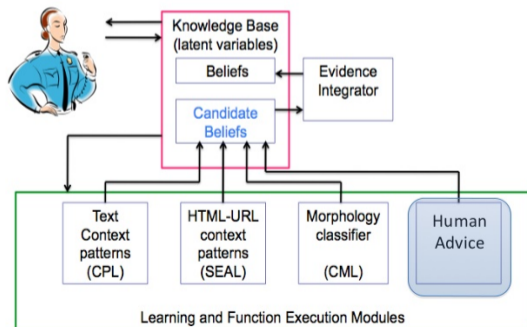 Knowledge Base
(latent variables)
Beliefs
Evidence
Integrator
Candidate
Beliefs
Text
Context
patterns
(CPL)
HTML-URL
context
patterns
(SEAL)
Morphology
classifier
(CML)
Human
Advice
Learning and Function Execution Modules